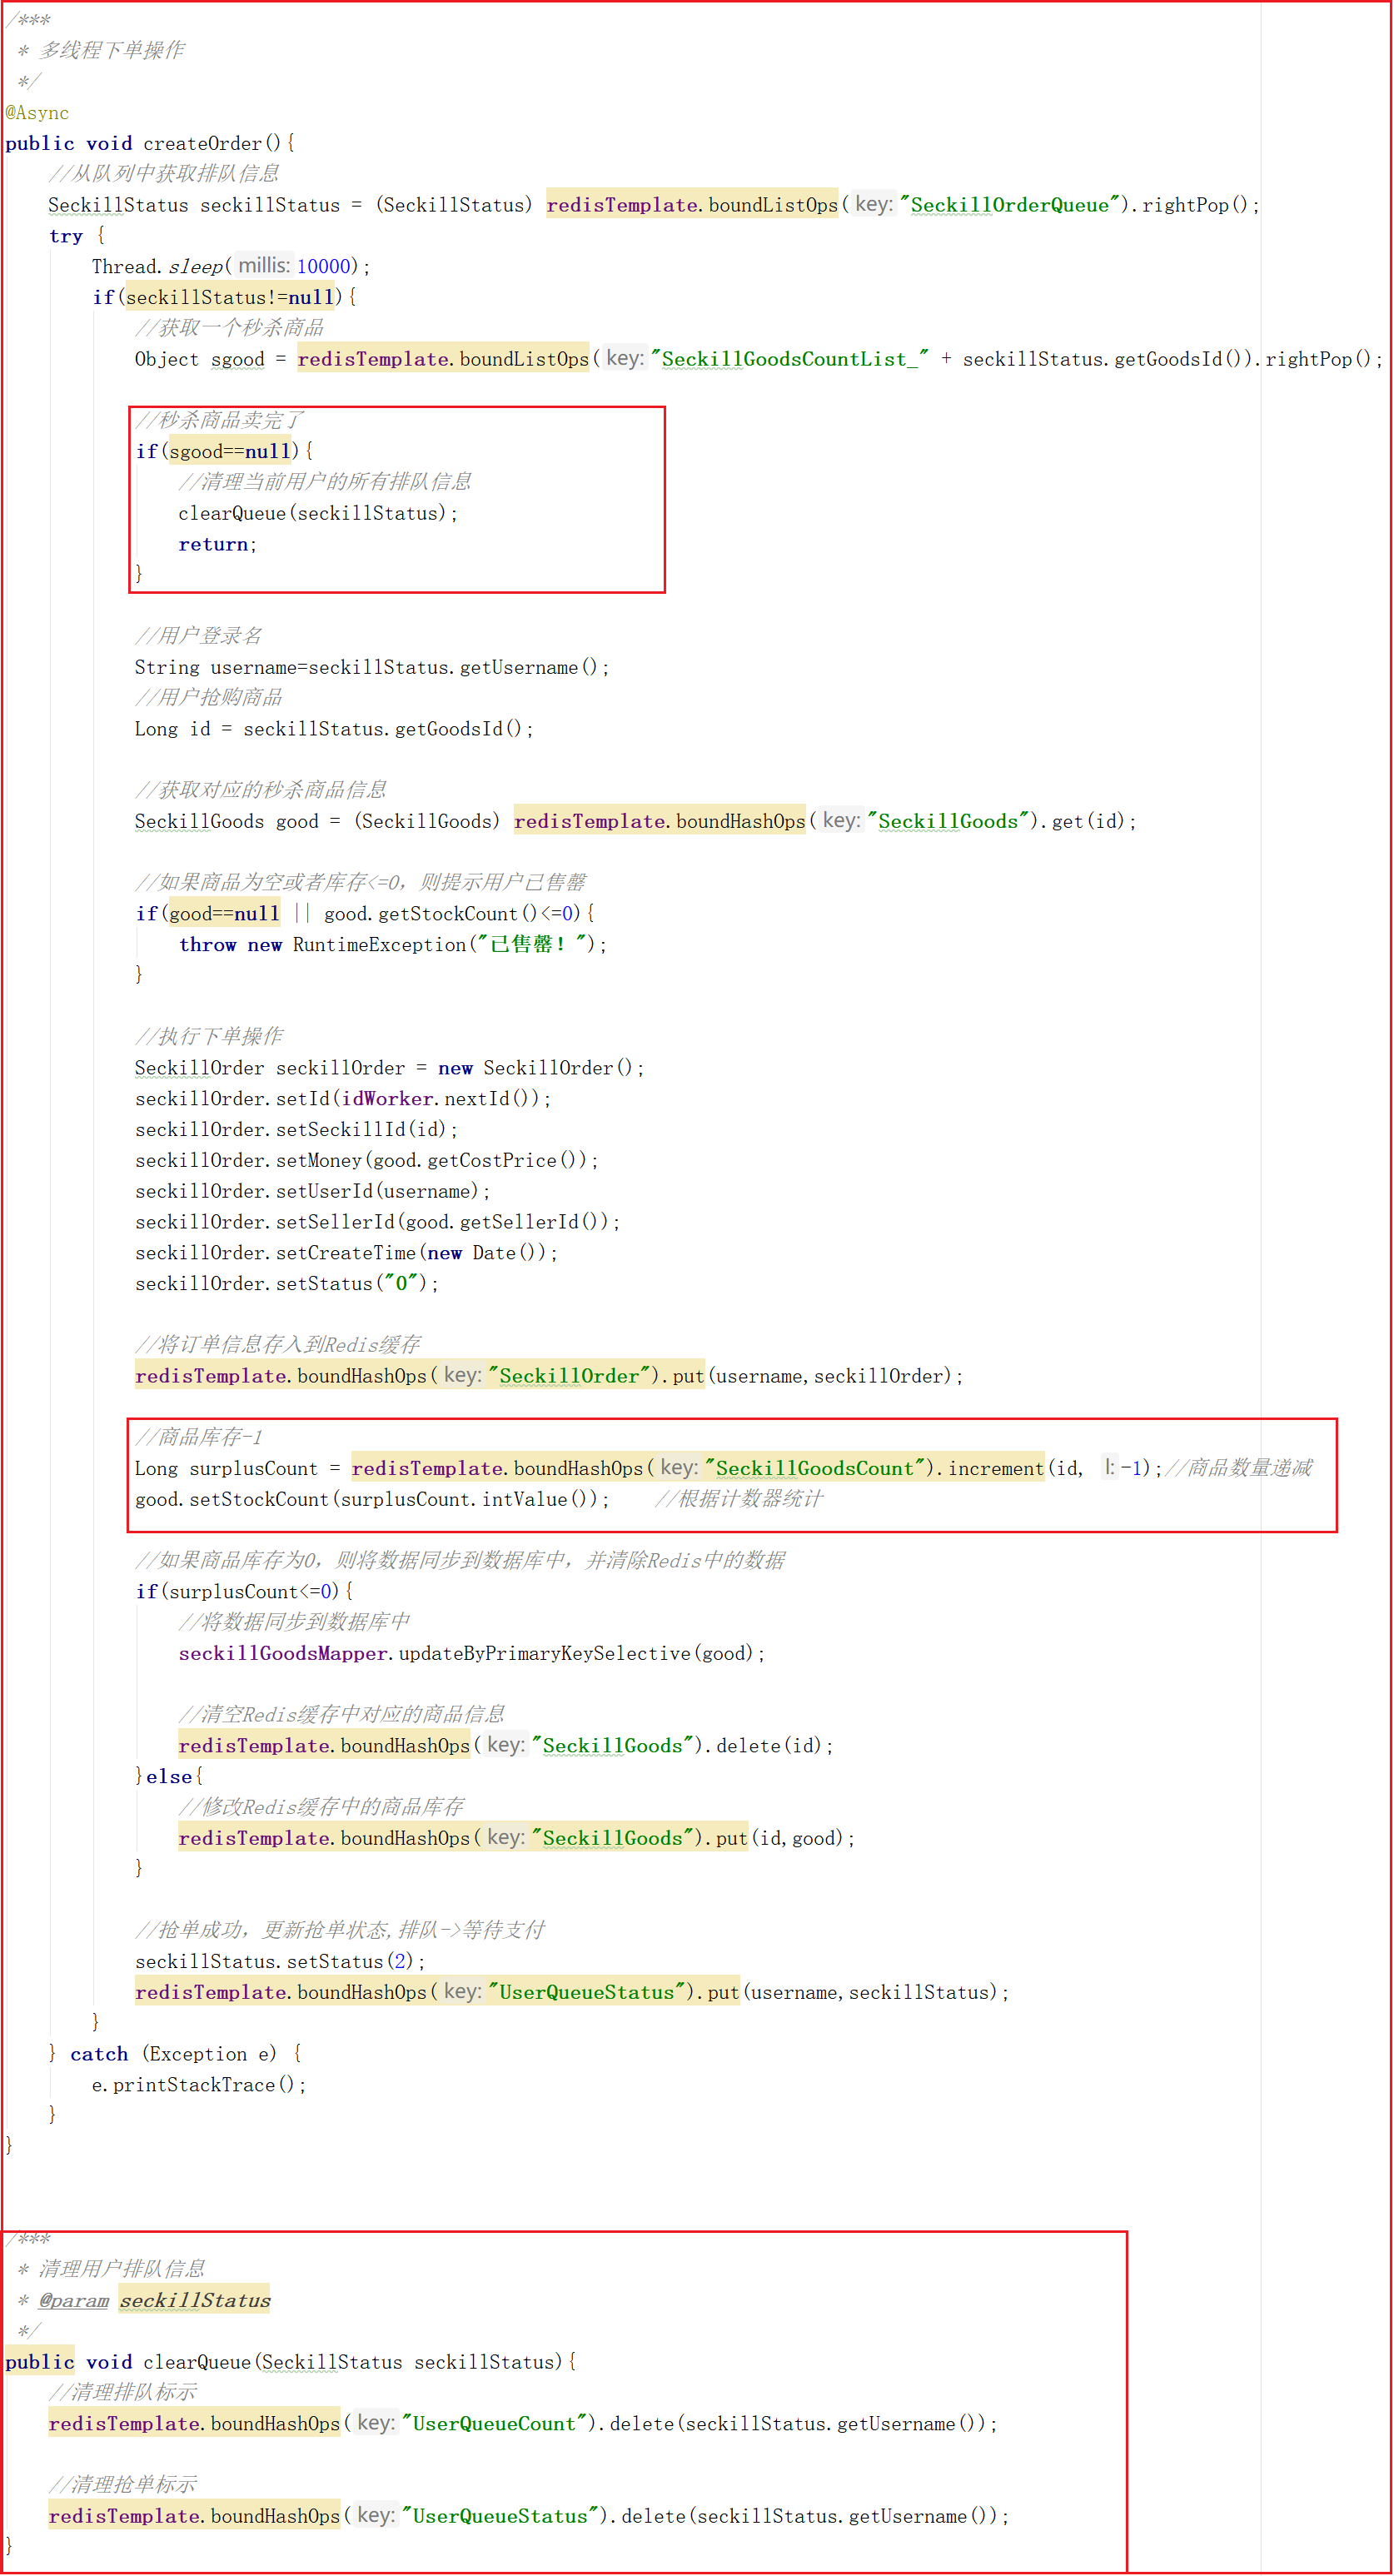 /***
 * 多线程下单操作
 */
@Async
public void createOrder(){
    //从队列中获取排队信息
    SeckillStatus seckillStatus = (SeckillStatus) redisTemplate.boundListOps( key: "SeckillOrderQueue").rightPop();
    try {
        Thread.sleep( millis: 10000);
        if(seckillStatus!=null){
            //获取一个秒杀商品
            Object sgood = redisTemplate.boundListOps( key: "SeckillGoodsCountList_" + seckillStatus.getGoodsId()).rightPop();
            //秒杀商品卖完了
            if(sgood==null){
                //清理当前用户的所有排队信息
                clearQueue(seckillStatus);
                return;
            }
            //用户登录名
            String username=seckillStatus.getUsername();
            //用户抢购商品
            Long id = seckillStatus.getGoodsId();
            //获取对应的秒杀商品信息
            SeckillGoods good = (SeckillGoods) redisTemplate.boundHashOps( key: "SeckillGoods").get(id);
            //如果商品为空或者库存<=0，则提示用户已售罄
            if(good==null || good.getStockCount()<=0){
                throw new RuntimeException("已售罄！");
            }
            //执行下单操作
            SeckillOrder seckillOrder = new SeckillOrder();
            seckillOrder.setId(idWorker.nextId());
            seckillOrder.setSeckillId(id);
            seckillOrder.setMoney(good.getCostPrice());
            seckillOrder.setUserId(username);
            seckillOrder.setSellerId(good.getSellerId());
            seckillOrder.setCreateTime(new Date());
            seckillOrder.setStatus("0");
            //将订单信息存入到Redis缓存
            redisTemplate.boundHashOps( key: "SeckillOrder").put(username,seckillOrder);
            //商品库存-1
            Long surplusCount = redisTemplate.boundHashOps( key: "SeckillGoodsCount").increment(id, l: -1);//商品数量递减
            good.setStockCount(surplusCount.intValue());    //根据计数器统计
            //如果商品库存为0，则将数据同步到数据库中，并清除Redis中的数据
            if(surplusCount<=0){
                //将数据同步到数据库中
                seckillGoodsMapper.updateByPrimaryKeySelective(good);
                //清空Redis缓存中对应的商品信息
                redisTemplate.boundHashOps( key: "SeckillGoods").delete(id);
            }else{
                //修改Redis缓存中的商品库存
                redisTemplate.boundHashOps( key: "SeckillGoods").put(id,good);
            }
            //抢单成功，更新抢单状态,排队->等待支付
            seckillStatus.setStatus(2);
            redisTemplate.boundHashOps( key: "UserQueueStatus").put(username,seckillStatus);
        }
    } catch (Exception e) {
        e.printStackTrace();
    }
}
/***
 * 清理用户排队信息
 * @param seckillStatus
 */
public void clearQueue(SeckillStatus seckillStatus){
    //清理排队标示
    redisTemplate.boundHashOps( key: "UserQueueCount").delete(seckillStatus.getUsername());
    //清理抢单标示
    redisTemplate.boundHashOps( key: "UserQueueStatus").delete(seckillStatus.getUsername());
}